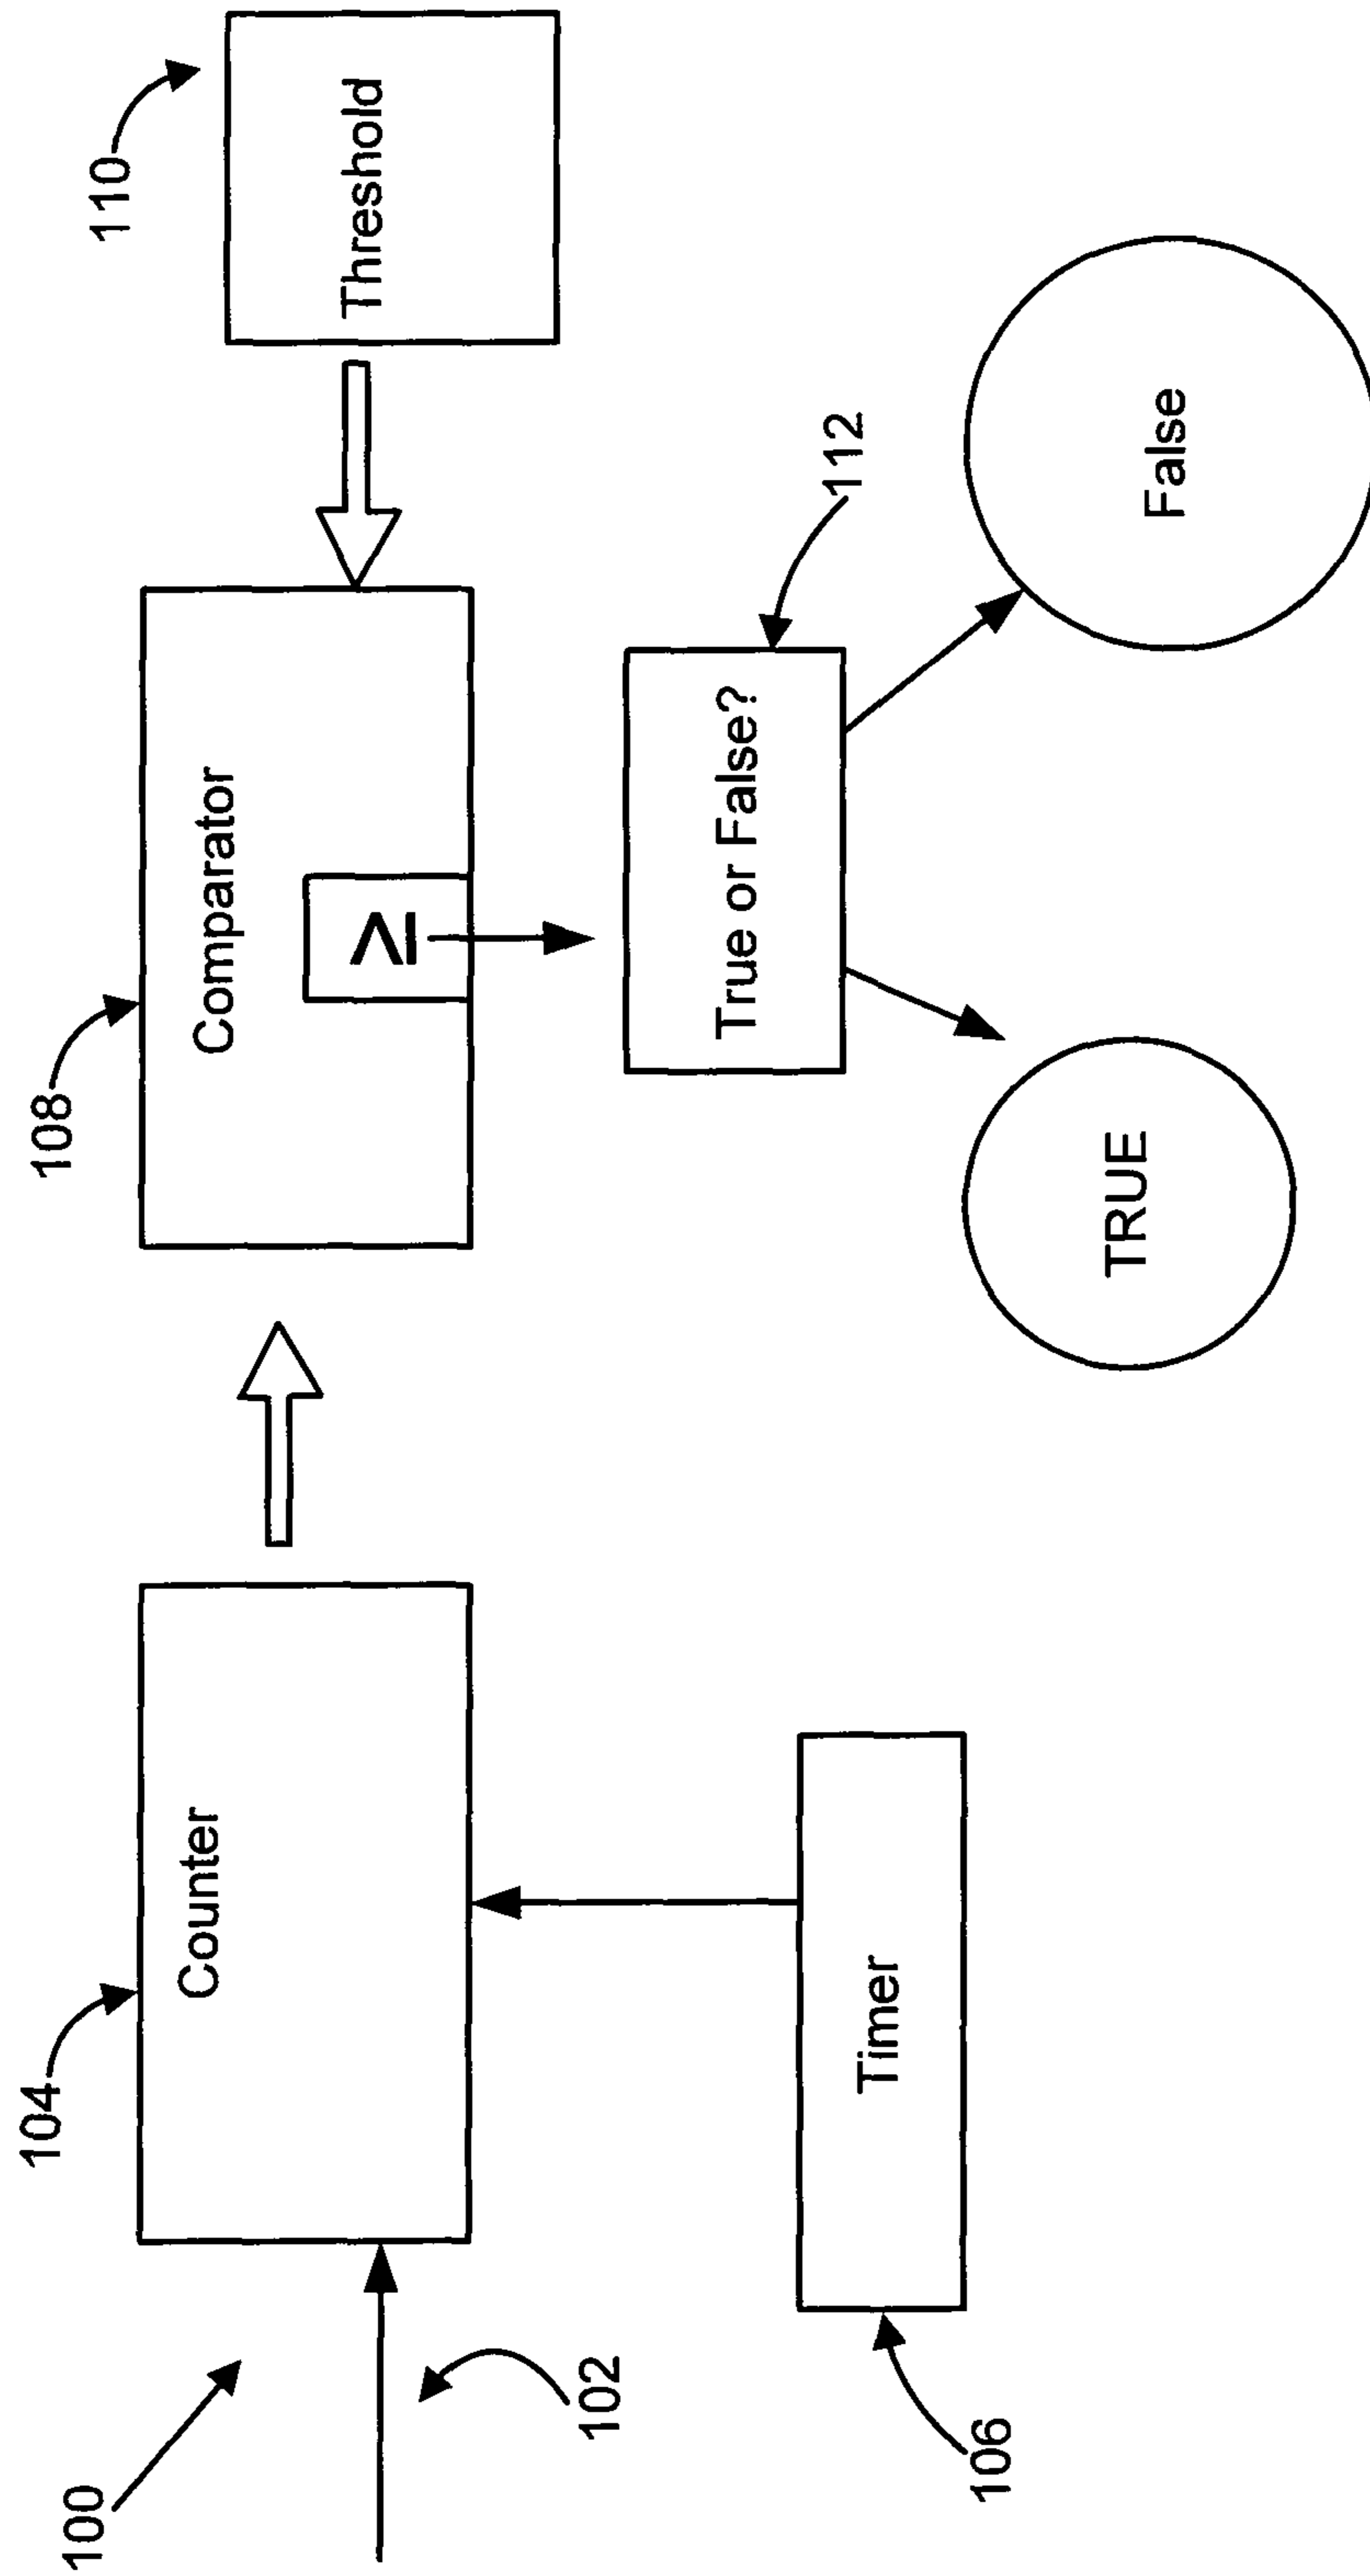 104
108
100
110
Counter
Comparator
Threshold
≥
102
True or False?
112
Timer
106
TRUE
False